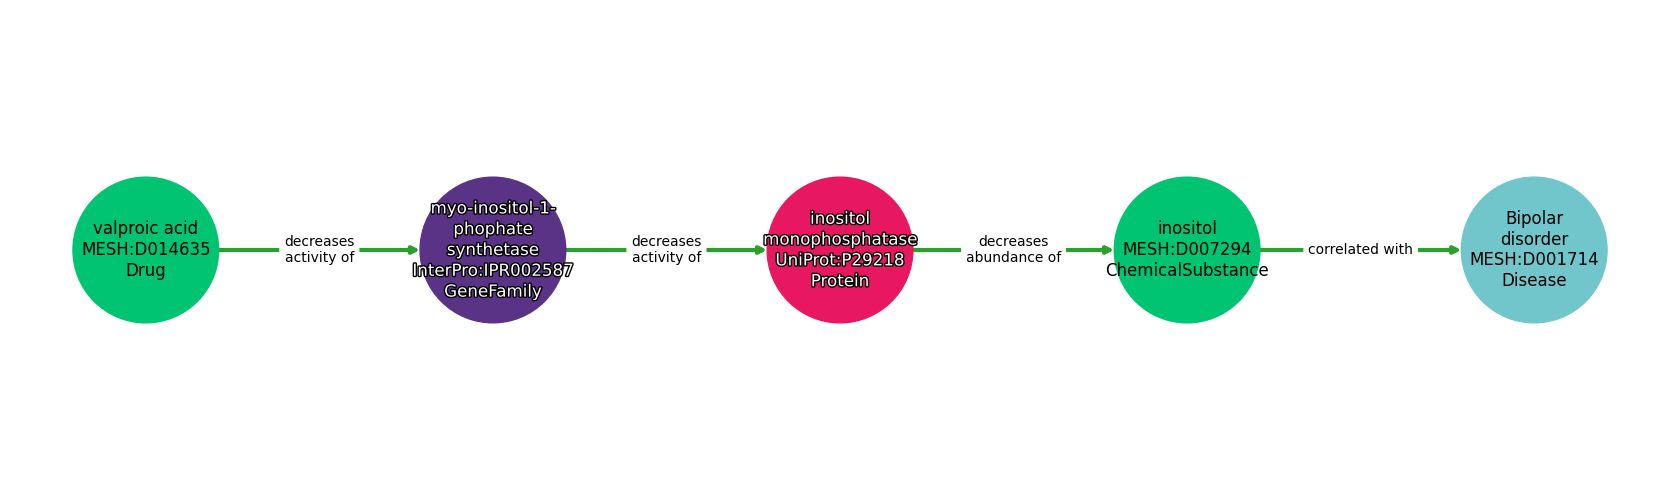 valproic acid
MESH:D014635
Drug
decreases
activity of
myo-inositol-1-
phophate
synthetase
InterPro:IPR002587
GeneFamily
decreases
activity of
inositol
monophosphatase
UniProt:P29218
Protein
decreases
abundance of
inositol
MESH:D007294
ChemicalSubstance
correlated with
Bipolar
disorder
MESH:D001714
Disease